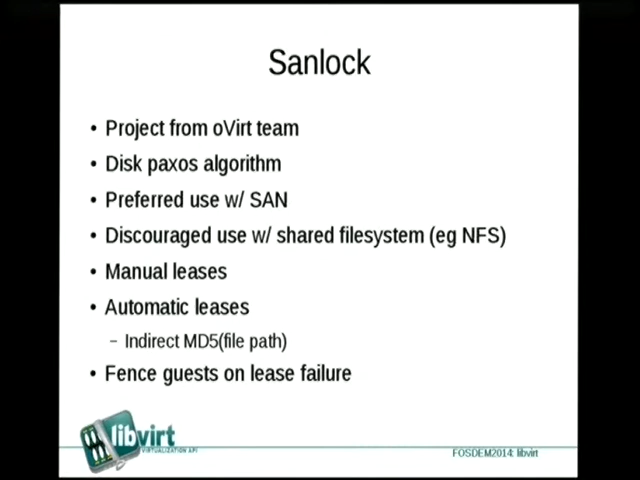 Sanlock
• Project from oVirt team
• Disk paxos algorithm
• Preferred use w/ SAN
• Discouraged use w/ shared filesystem (eg NFS)
• Manual leases
• Automatic leases
– Indirect MD5(file path)
• Fence guests on lease failure
libvirt
VIRTUALIZATION API
FOSDEM2014: libvirt